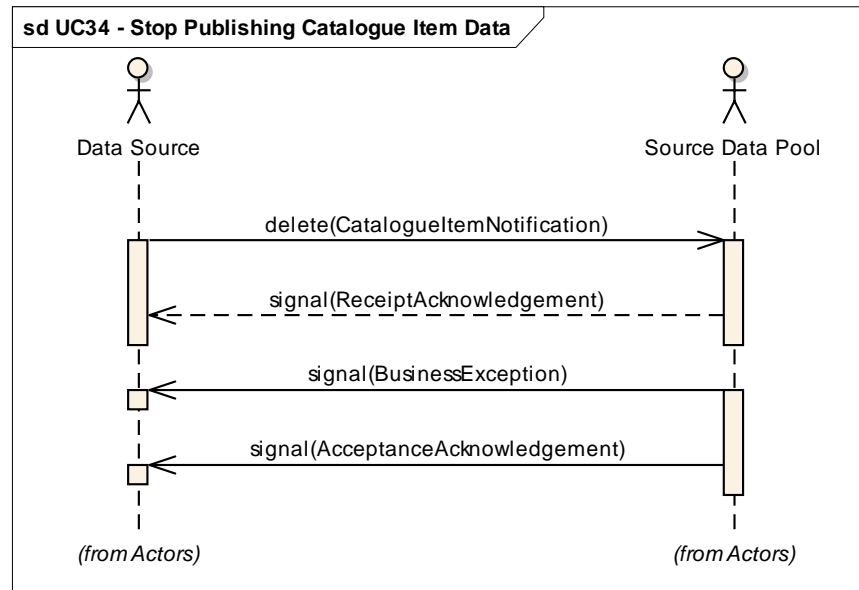 sd UC34 - Stop Publishing Catalogue Item Data
Data Source
Source Data Pool
delete(CatalogueItemNotification)
signal(ReceiptAcknowledgement)
signal(BusinessException)
signal(AcceptanceAcknowledgement)
(from Actors)
(from Actors)